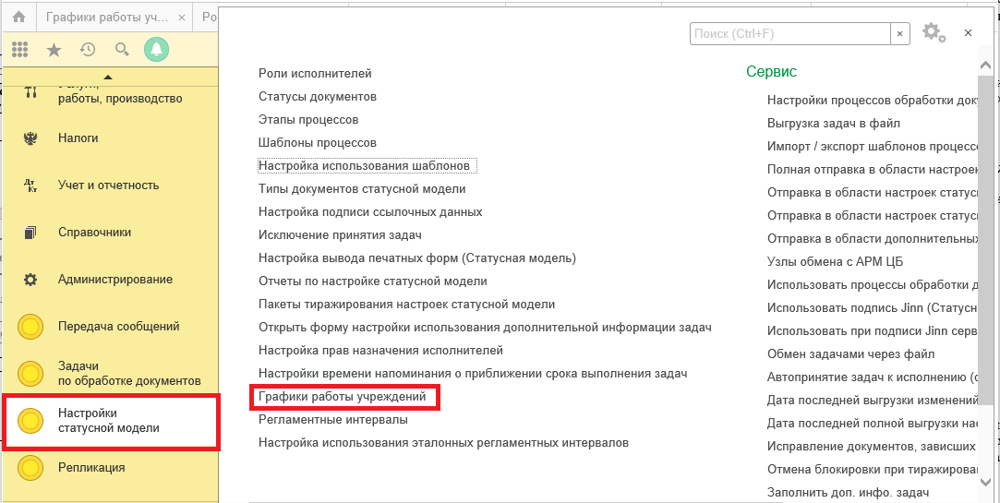 Графики работы уч... ×
Ро
Поиск (Ctrl+F) ×
×
работы, производство
Налоги
Дт
Кт
Учет и отчетность
Справочники
Администрирование
Передача сообщений
Задачи
по обработке документов
Настройки
статусной модели
Репликация
Роли исполнителей
Статусы документов
Этапы процессов
Шаблоны процессов
Настройка использования шаблонов
Типы документов статусной модели
Настройка подписи ссылочных данных
Исключение принятия задач
Настройка вывода печатных форм (Статусная модель)
Отчеты по настройке статусной модели
Пакеты тиражирования настроек статусной модели
Открыть форму настройки использования дополнительной информации задач
Настройка прав назначения исполнителей
Настройки времени напоминания о приближении срока выполнения задач
Графики работы учреждений
Регламентные интервалы
Настройка использования эталонных регламентных интервалов
Сервис
Настройки процессов обработки доку
Выгрузка задач в файл
Импорт / экспорт шаблонов процессо
Полная отправка в области настроек
Отправка в области настроек статус
Отправка в области настроек статус
Отправка в области дополнительных
Узлы обмена с АРМ ЦБ
Использовать процессы обработки д
Использовать подпись Jinn (Статусн
Использовать при подписи Jinn серв
Обмен задачами через файл
Автопринятие задач к исполнению (с
Дата последней выгрузки изменений
Дата последней полной выгрузки нас
Исправление документов, зависших
Отмена блокировки при тиражирован
Заполнить доп. инфо. задач